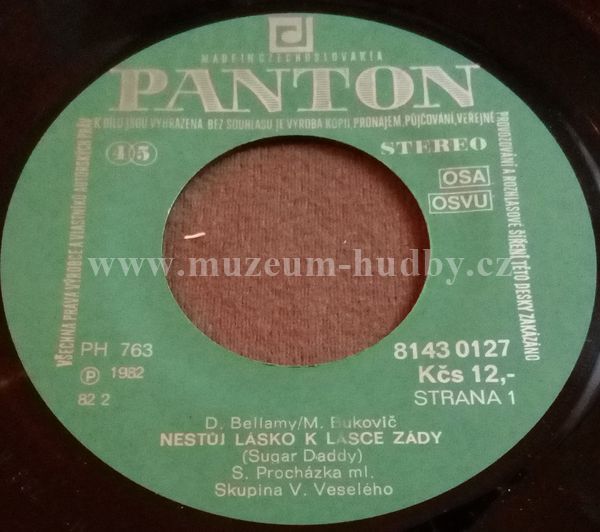 MADE IN CZECHOSLOVAKIA
PANTON
VŠECHNA PRÁVA VÝROBCE A VLASTNÍKŮ AUTORSKÝCH PRÁV K DÍLO JSOU VYHRAZENA. BEZ SOUHLASU JE VÝROBA KOPIÍ, PRONÁJEM, PŮJČOVÁNÍ, VEŘEJNÉ PROVOZOVÁNÍ A ROZHLASOVÉ ŠÍŘENÍ TÉTO DESKY ZAKÁZÁNO
45
STEREO
OSA
OSVU
www.muzeum-hudby.cz
PH 763
℗ 1982
82 2
8143 0127
Kčs 12,-
STRANA 1
D. Bellamy/M. Bukovič
NESTŮJ LÁSKO K LÁSCE ZÁDY
(Sugar Daddy)
S. Procházka ml.
Skupina V. Veselého